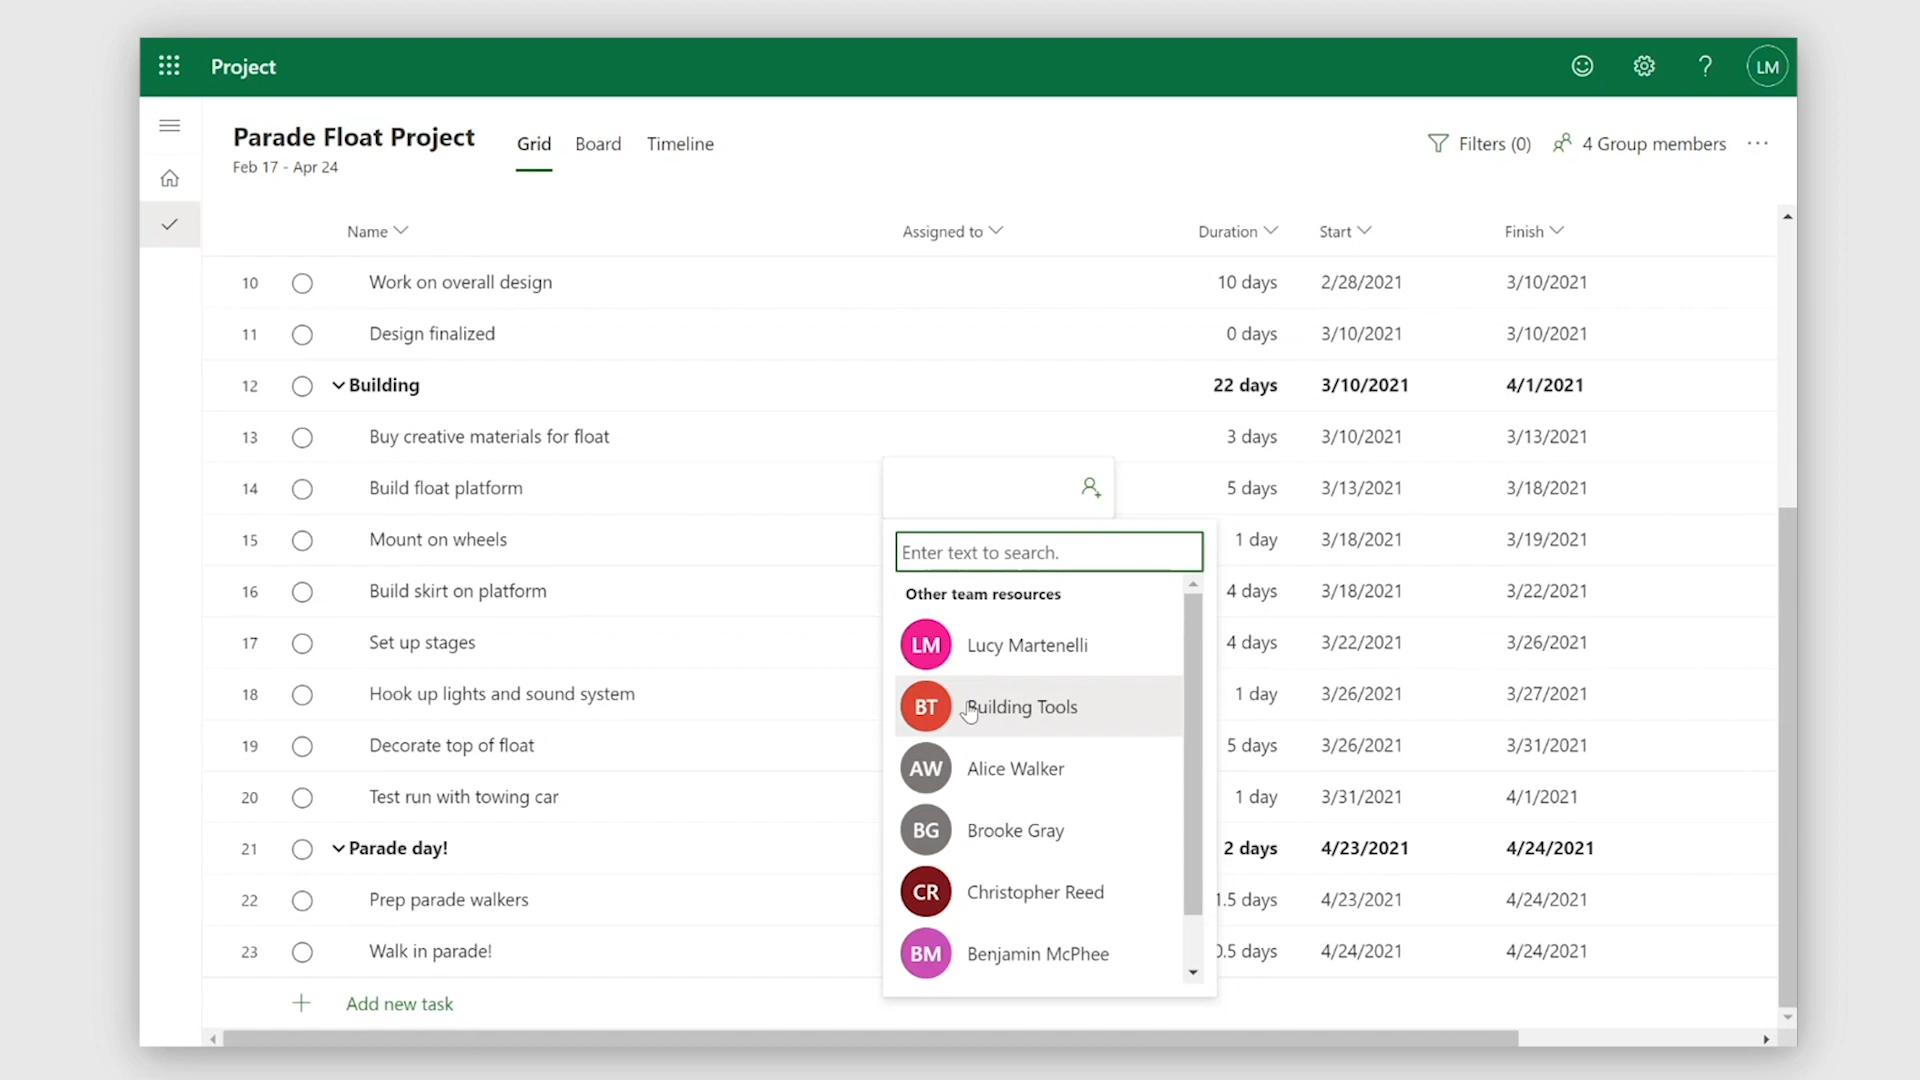 Project
LM
Parade Float Project
Feb 17 - Apr 24
Grid
Board
Timeline
Filters (0)
4 Group members
Name
Assigned to
Duration
Start
Finish
10 Work on overall design 10 days 2/28/2021 3/10/2021
11 Design finalized 0 days 3/10/2021 3/10/2021
12 Building 22 days 3/10/2021 4/1/2021
13 Buy creative materials for float 3 days 3/10/2021 3/13/2021
14 Build float platform 5 days 3/13/2021 3/18/2021
15 Mount on wheels 1 day 3/18/2021 3/19/2021
16 Build skirt on platform 4 days 3/18/2021 3/22/2021
17 Set up stages 4 days 3/22/2021 3/26/2021
18 Hook up lights and sound system 1 day 3/26/2021 3/27/2021
19 Decorate top of float 5 days 3/26/2021 3/31/2021
20 Test run with towing car 1 day 3/31/2021 4/1/2021
21 Parade day! 2 days 4/23/2021 4/24/2021
22 Prep parade walkers 1.5 days 4/23/2021 4/24/2021
23 Walk in parade! 0.5 days 4/24/2021 4/24/2021
Add new task
Enter text to search.
Other team resources
LM Lucy Martenelli
BT Building Tools
AW Alice Walker
BG Brooke Gray
CR Christopher Reed
BM Benjamin McPhee